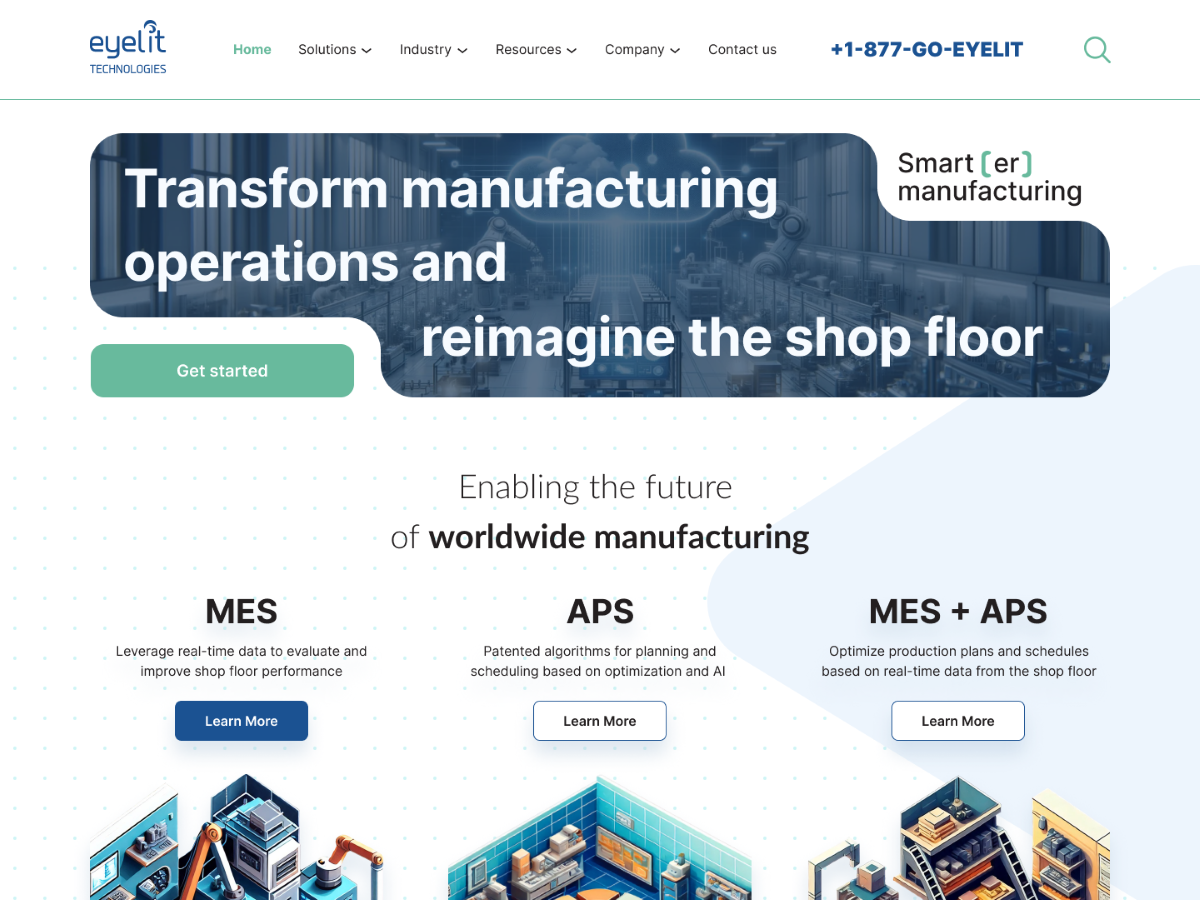 eyelit
TECHNOLOGIES
Home
Solutions
Industry
Resources
Company
Contact us
+1-877-GO-EYELIT
Transform manufacturing
operations and
reimagine the shop floor
Smart [er]
manufacturing
Get started
Enabling the future
of worldwide manufacturing
MES
Leverage real-time data to evaluate and
improve shop floor performance
Learn More
APS
Patented algorithms for planning and
scheduling based on optimization and AI
Learn More
MES + APS
Optimize production plans and schedules
based on real-time data from the shop floor
Learn More